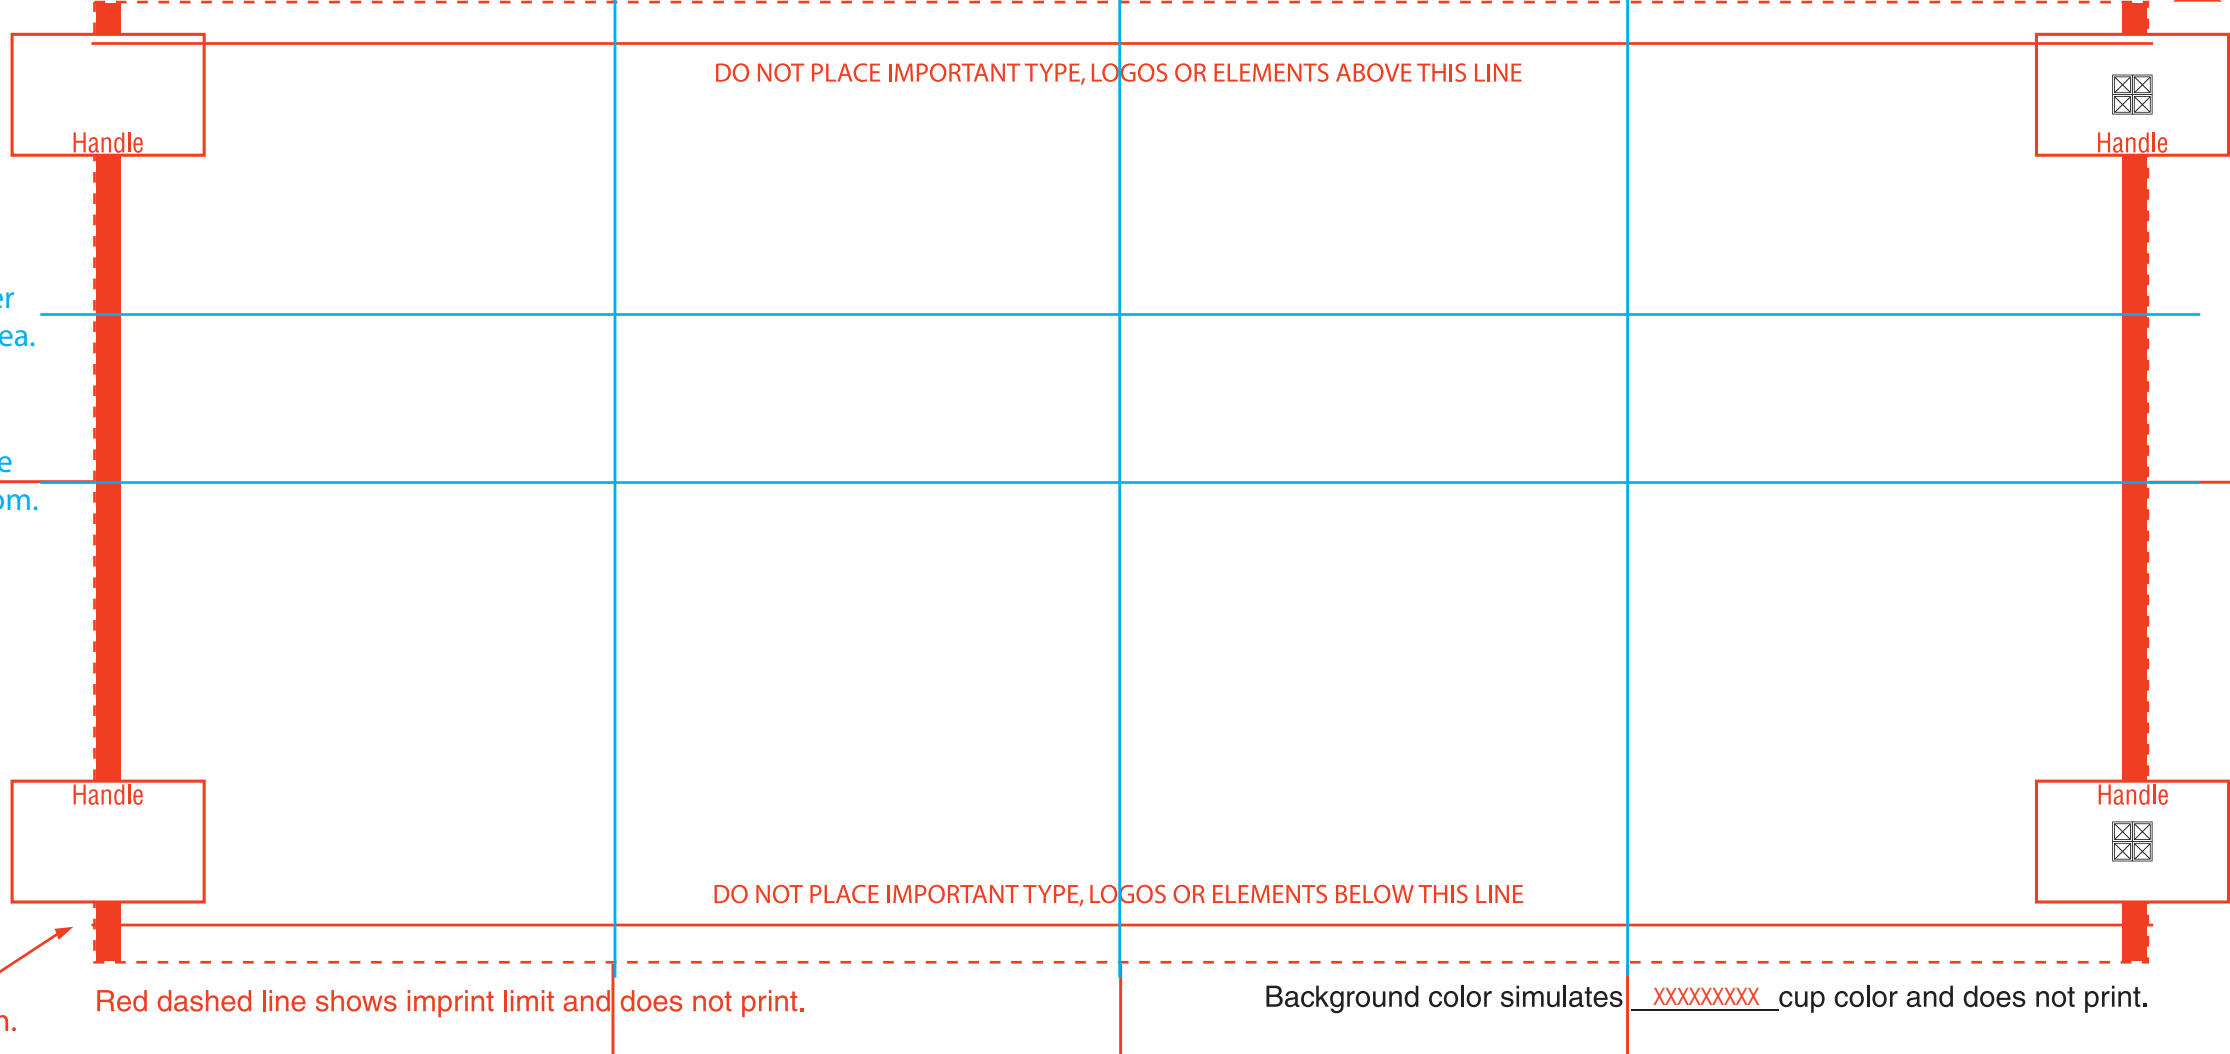 DO NOT PLACE IMPORTANT TYPE, LOGOS OR ELEMENTS ABOVE THIS LINE
Handle
Handle
Handle
Handle
DO NOT PLACE IMPORTANT TYPE, LOGOS OR ELEMENTS BELOW THIS LINE
Red dashed line shows imprint limit and does not print.
Background color simulates XXXXXXXXX cup color and does not print.